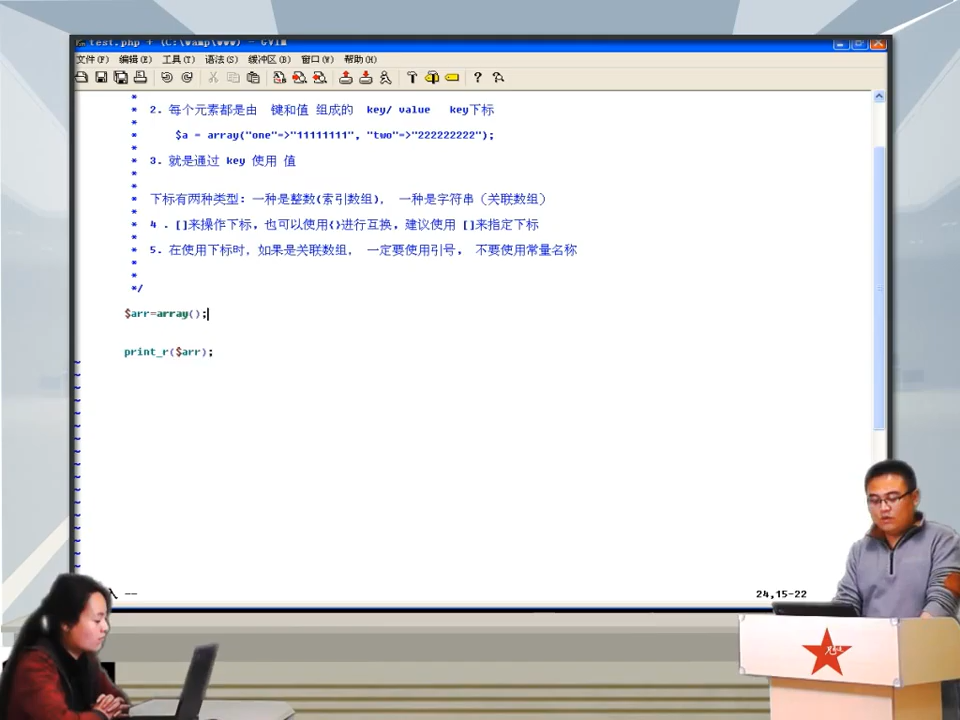 test.php + (C:\wamp\www) - GVIM
文件(F) 编辑(E) 工具(T) 语法(S) 缓冲区(B) 窗口(W) 帮助(H)
*
* 2. 每个元素都是由 键和值 组成的 key/ value key下标
*
* $a = array("one"=>"11111111", "two"=>"222222222");
*
* 3. 就是通过 key 使用 值
*
*
* 下标有两种类型: 一种是整数(索引数组), 一种是字符串（关联数组）
*
* 4 . []来操作下标，也可以使用{}进行互换，建议使用 []来指定下标
*
* 5. 在使用下标时，如果是关联数组， 一定要使用引号， 不要使用常量名称
*
*
*/
$arr=array();
print_r($arr);
~
~
~
~
~
~
~
~
~
~
~
--
24,15-22